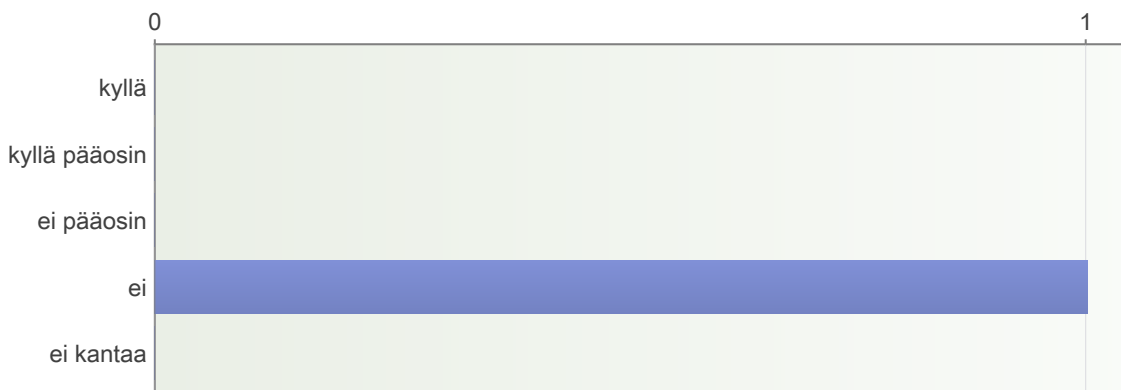 0 1
kyllä
kyllä pääosin
ei pääosin
ei
ei kantaa